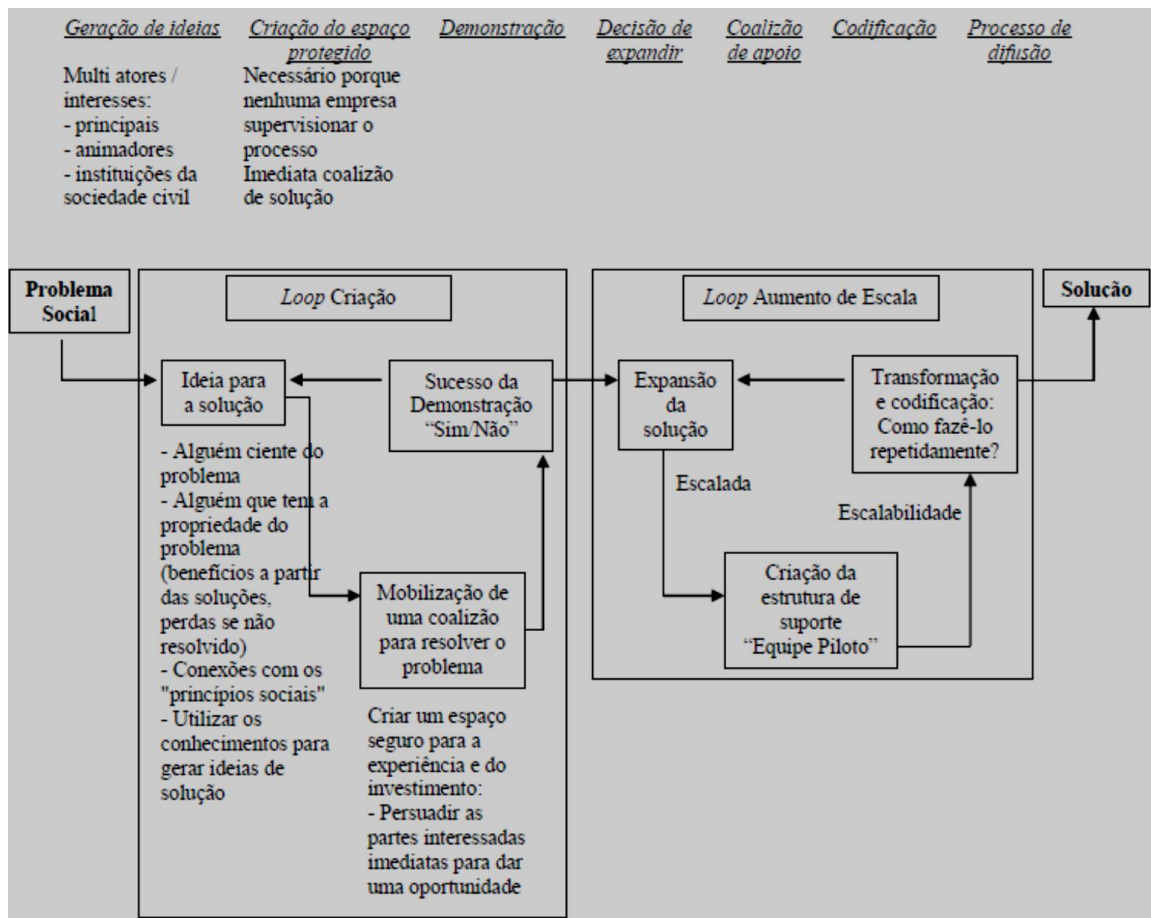 Geração de ideias
Criação do espaço
protegido
Demonstração
Decisão de
expandir
Coalizão
de apoio
Codificação
Processo de
difusão
Multi atores /
interesses:
- principais
- animadores
- instituições da
sociedade civil
Necessário porque
nenhuma empresa
supervisionar o
processo
Imediata coalizão
de solução
Problema
Social
Loop Criação
Ideia para
a solução
Sucesso da
Demonstração
“Sim/Não”
- Alguém ciente do
problema
- Alguém que tem a
propriedade do
problema
(benefícios a partir
das soluções,
perdas se não
resolvido)
- Conexões com os
"princípios sociais"
- Utilizar os
conhecimentos para
gerar ideias de
solução
Mobilização de
uma coalizão
para resolver o
problema
Criar um espaço
seguro para a
experiência e do
investimento:
- Persuadir as
partes interessadas
imediatas para dar
uma oportunidade
Loop Aumento de Escala
Expansão
da
solução
Transformação
e codificação:
Como fazê-lo
repetidamente?
Escalada
Escalabilidade
Criação da
estrutura de
suporte
“Equipe Piloto”
Solução